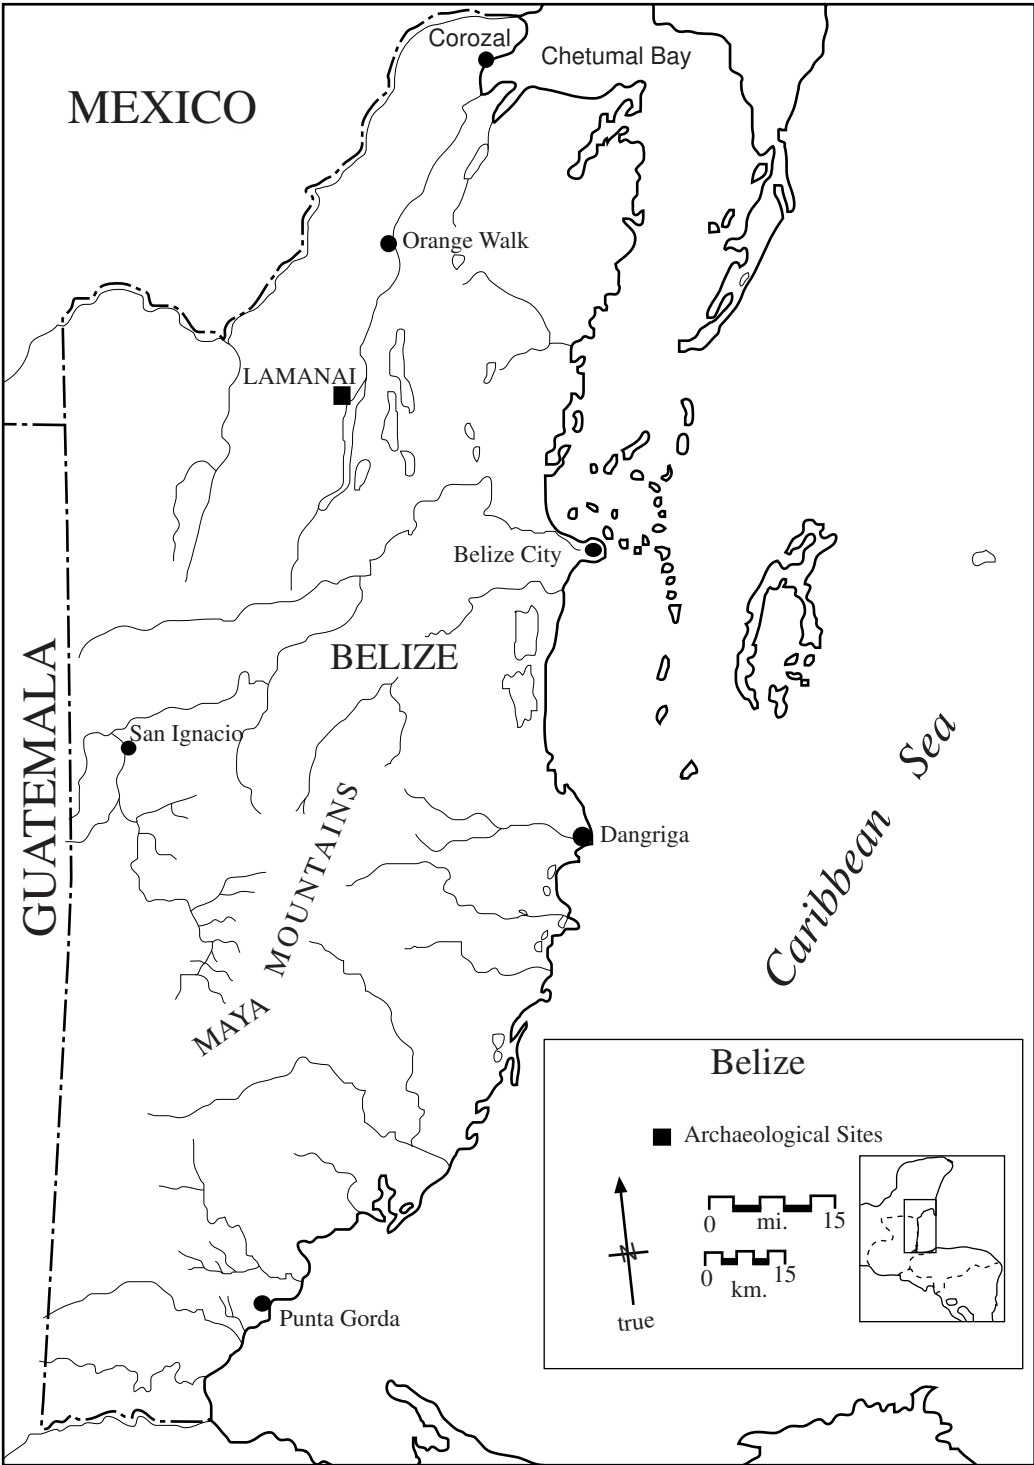 Corozal
Chetumal Bay
MEXICO
Orange Walk
LAMANAI
Belize City
BELIZE
GUATEMALA
San Ignacio
Caribbean Sea
MAYA MOUNTAINS
Dangriga
Belize
Archaeological Sites
0 mi. 15
0 15
km.
N
true
Punta Gorda